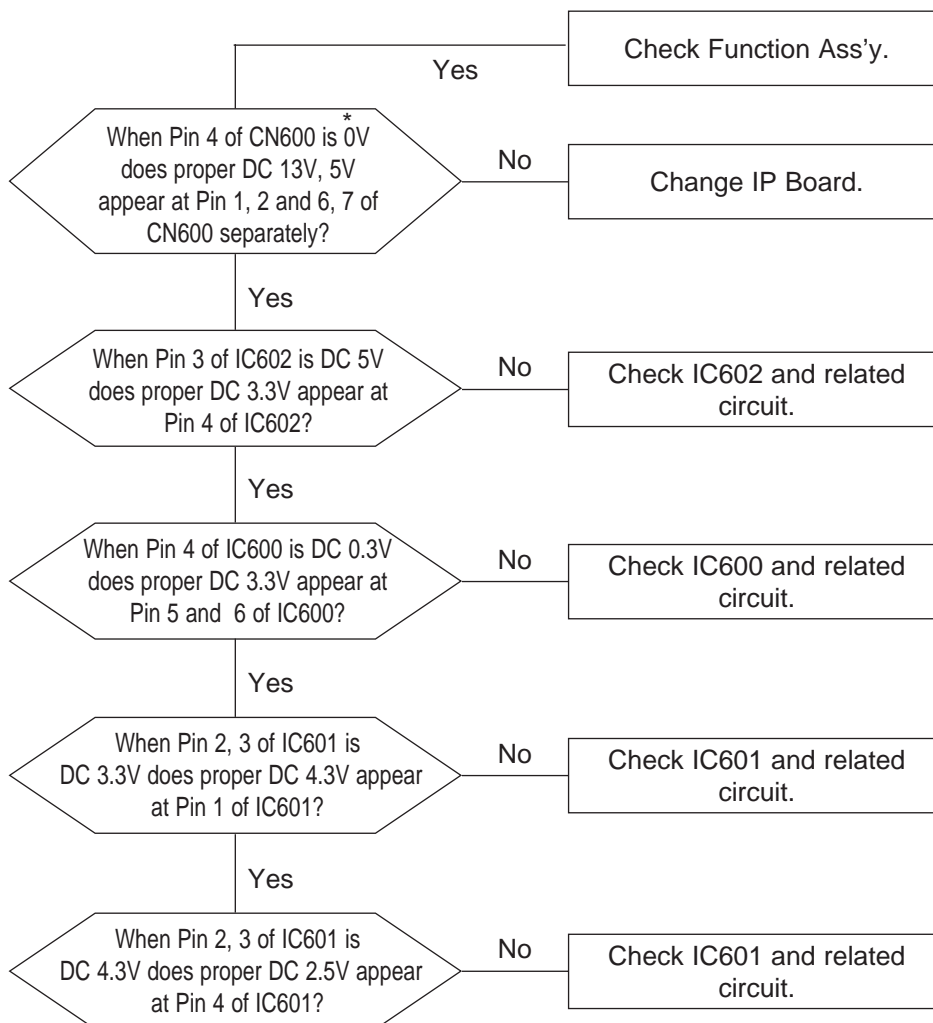 Check Function Ass'y.
Yes
*
When Pin 4 of CN600 is 0V
does proper DC 13V, 5V
appear at Pin 1, 2 and 6, 7 of
CN600 separately?
No
Change IP Board.
Yes
When Pin 3 of IC602 is DC 5V
does proper DC 3.3V appear at
Pin 4 of IC602?
No
Check IC602 and related
circuit.
Yes
When Pin 4 of IC600 is DC 0.3V
does proper DC 3.3V appear at
Pin 5 and 6 of IC600?
No
Check IC600 and related
circuit.
Yes
When Pin 2, 3 of IC601 is
DC 3.3V does proper DC 4.3V appear
at Pin 1 of IC601?
No
Check IC601 and related
circuit.
Yes
When Pin 2, 3 of IC601 is
DC 4.3V does proper DC 2.5V appear
at Pin 4 of IC601?
No
Check IC601 and related
circuit.